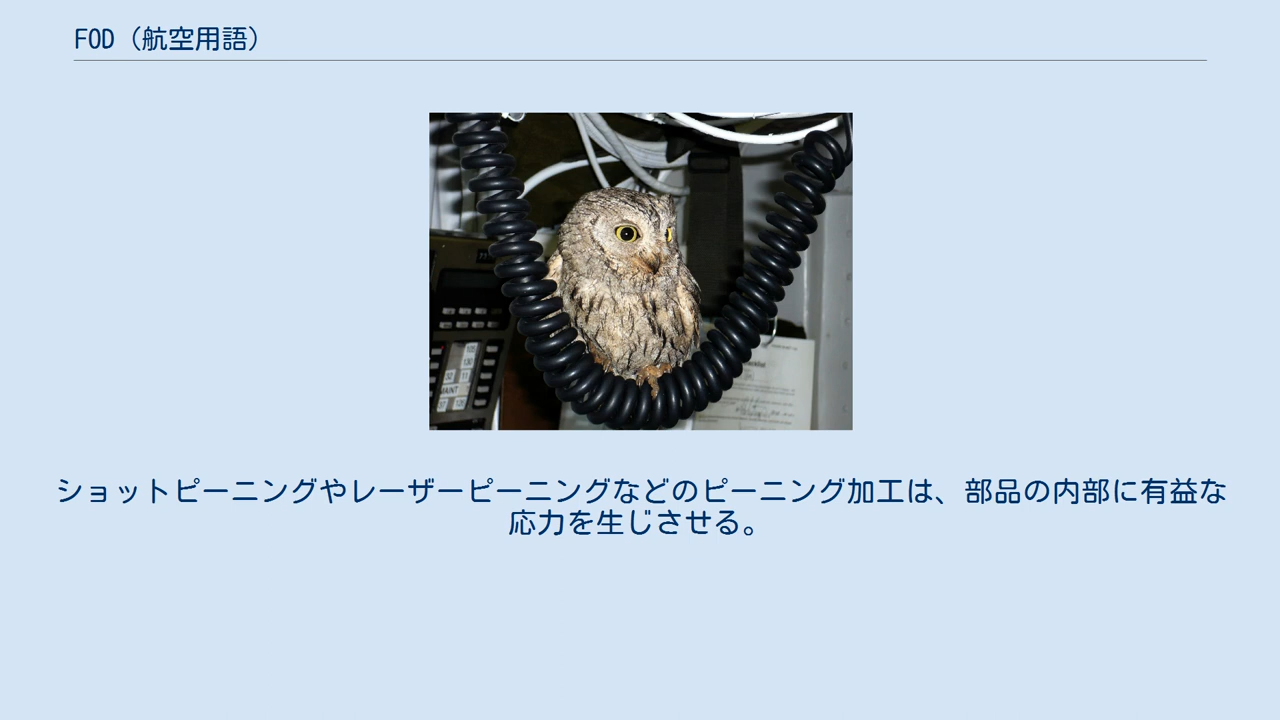 FOD（航空用語）
MAINT
ショットピーニングやレーザーピーニングなどのピーニング加工は、部品の内部に有益な
応力を生じさせる。